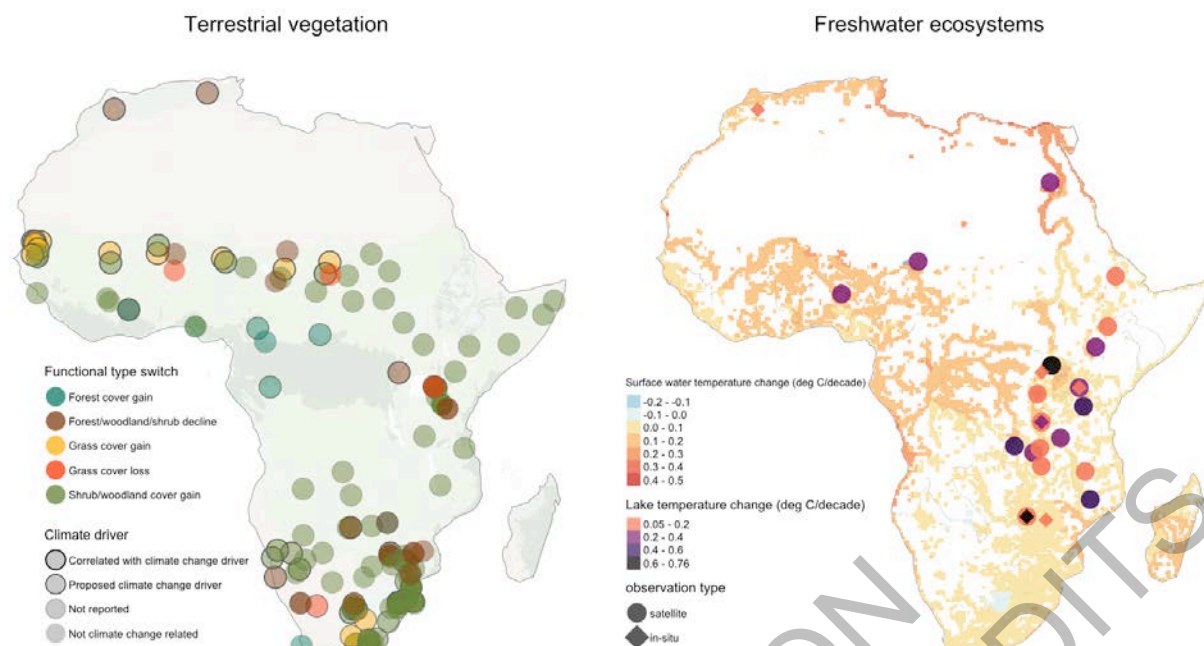 Terrestrial vegetation
Functional type switch
Forest cover gain
Forest/woodland/shrub decline
Grass cover gain
Grass cover loss
Shrub/woodland cover gain
Climate driver
Correlated with climate change driver
Proposed climate change driver
Not reported
Not climate change related
Freshwater ecosystems
Surface water temperature change (deg C/decade)
-0.2 - -0.1
-0.1 - 0.0
0.0 - 0.1
0.1 - 0.2
0.2 - 0.3
0.3 - 0.4
0.4 - 0.5
Lake temperature change (deg C/decade)
0.05 - 0.2
0.2 - 0.4
0.4 - 0.6
0.6 - 0.76
observation type
satellite
in-situ
ON
DITS